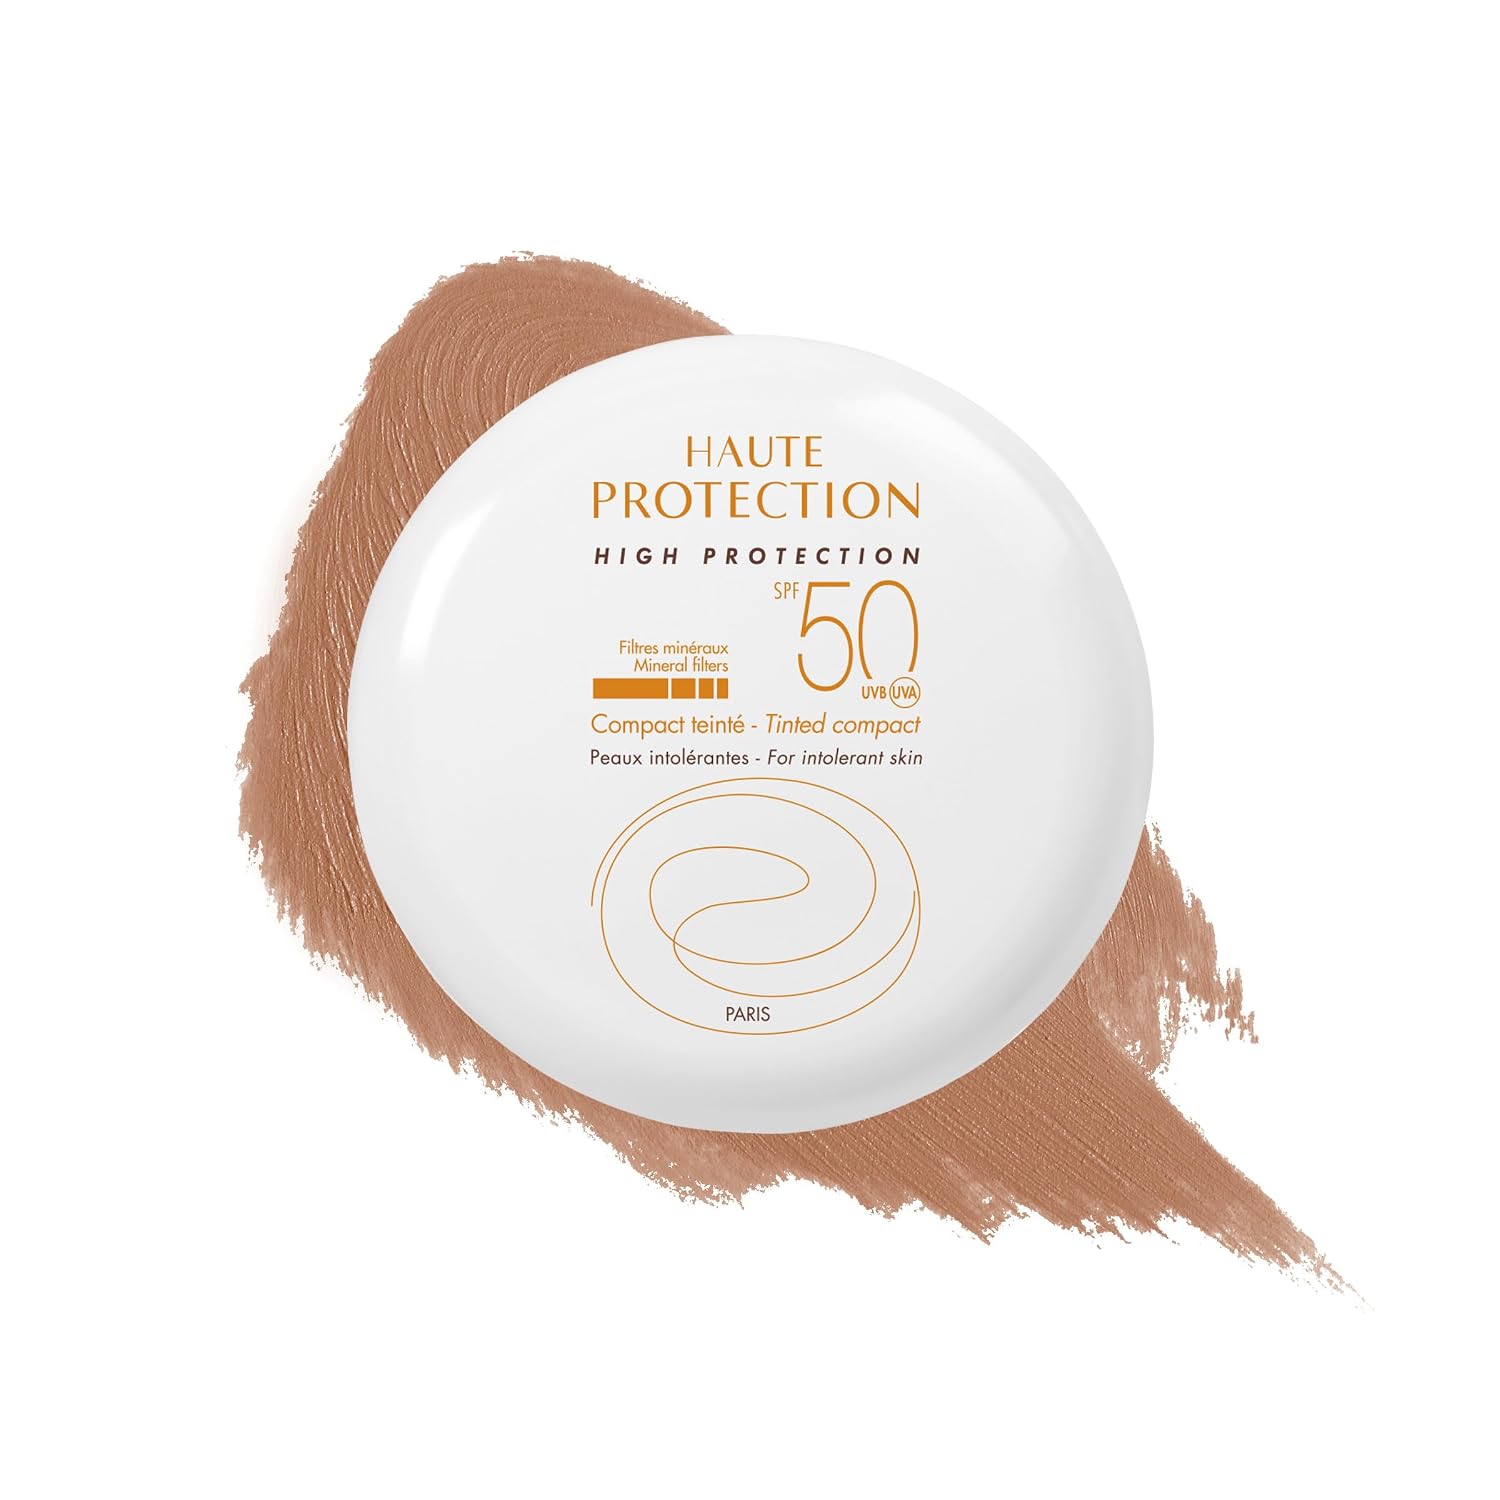 HAUTE
PROTECTION
HIGH PROTECTION
SPF 50
Filtres minéraux
Mineral filters
UVB UVA
Compact teinté - Tinted compact
Peaux intolérantes - For intolerant skin
PARIS